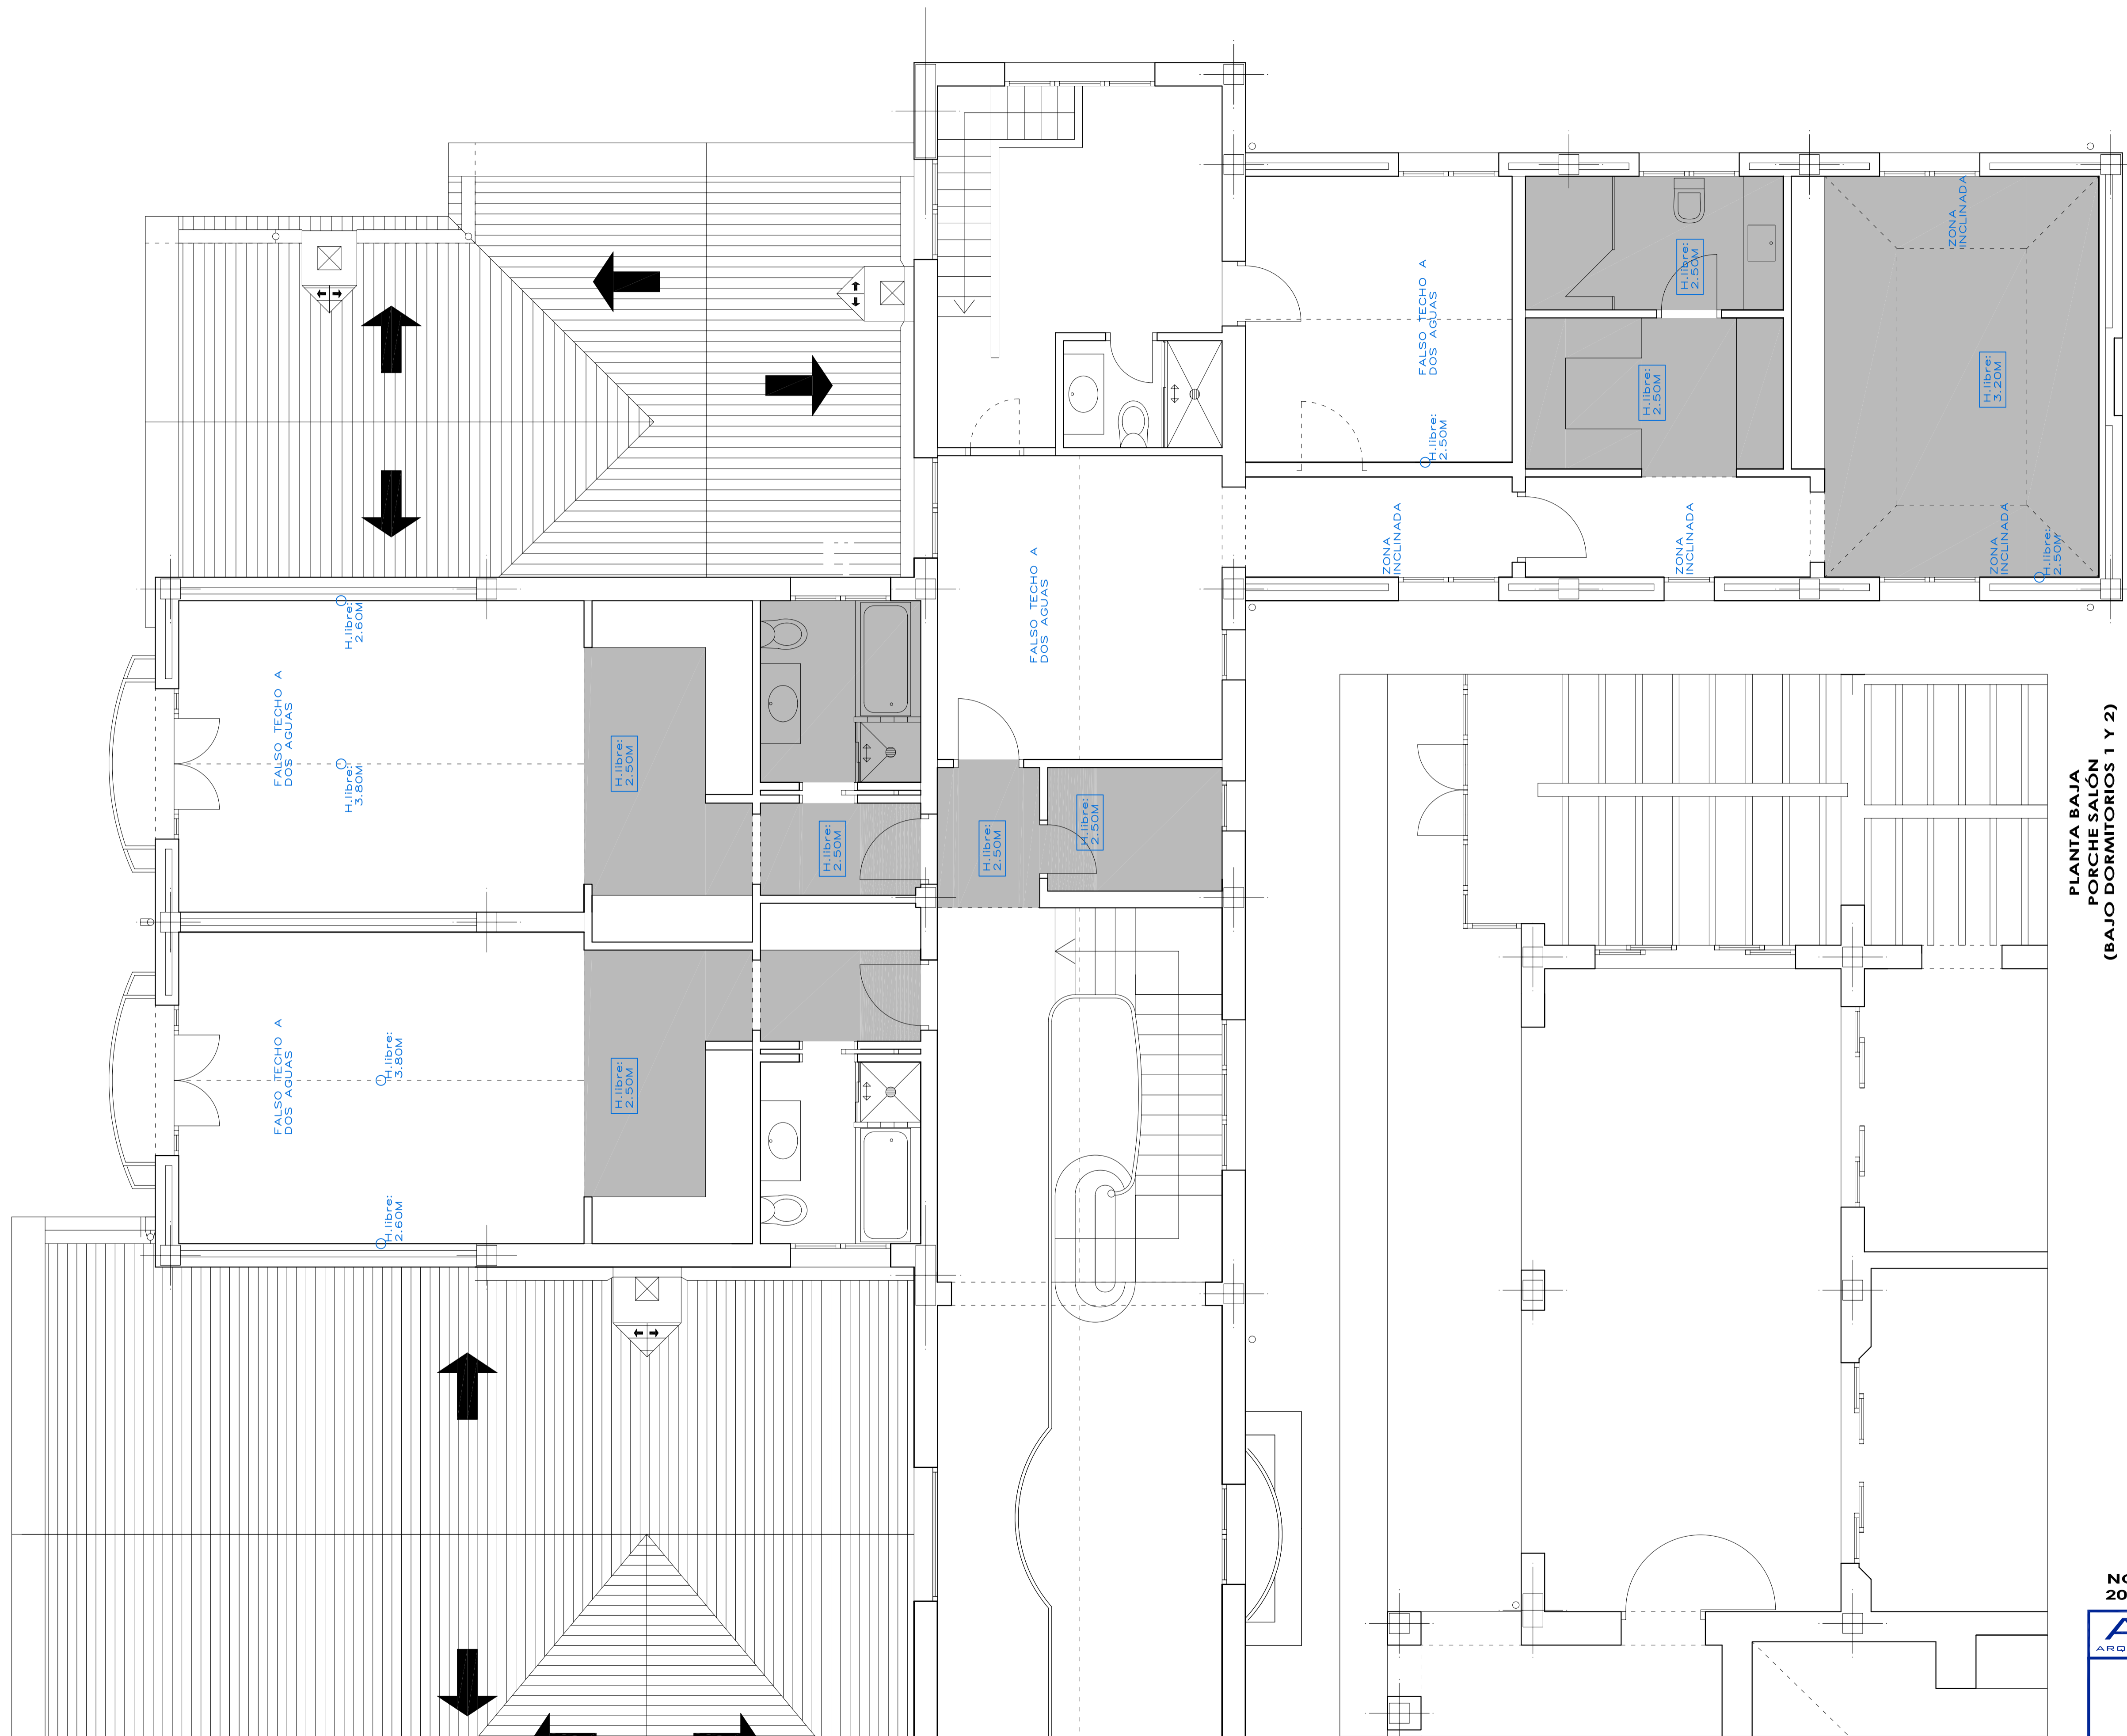 ZONA
INCLINADA
H.libre:
2.50M
FALSO TECHO A
DOS AGUAS
H.libre:
3.20M
H.libre:
2.50M
H.libre:
2.50M
ZONA
INCLINADA
ZONA
INCLINADA
ZONA
INCLINADA
H.libre:
2.50M
H.libre:
2.60M
FALSO TECHO A
DOS AGUAS
FALSO TECHO A
DOS AGUAS
H.libre:
3.80M
H.libre:
2.50M
H.libre:
2.50M
H.libre:
2.50M
H.libre:
2.50M
FALSO TECHO A
DOS AGUAS
H.libre:
3.80M
H.libre:
2.50M
H.libre:
2.60M
PLANTA BAJA
PORCHE SALÓN
(BAJO DORMITORIOS 1 Y 2)